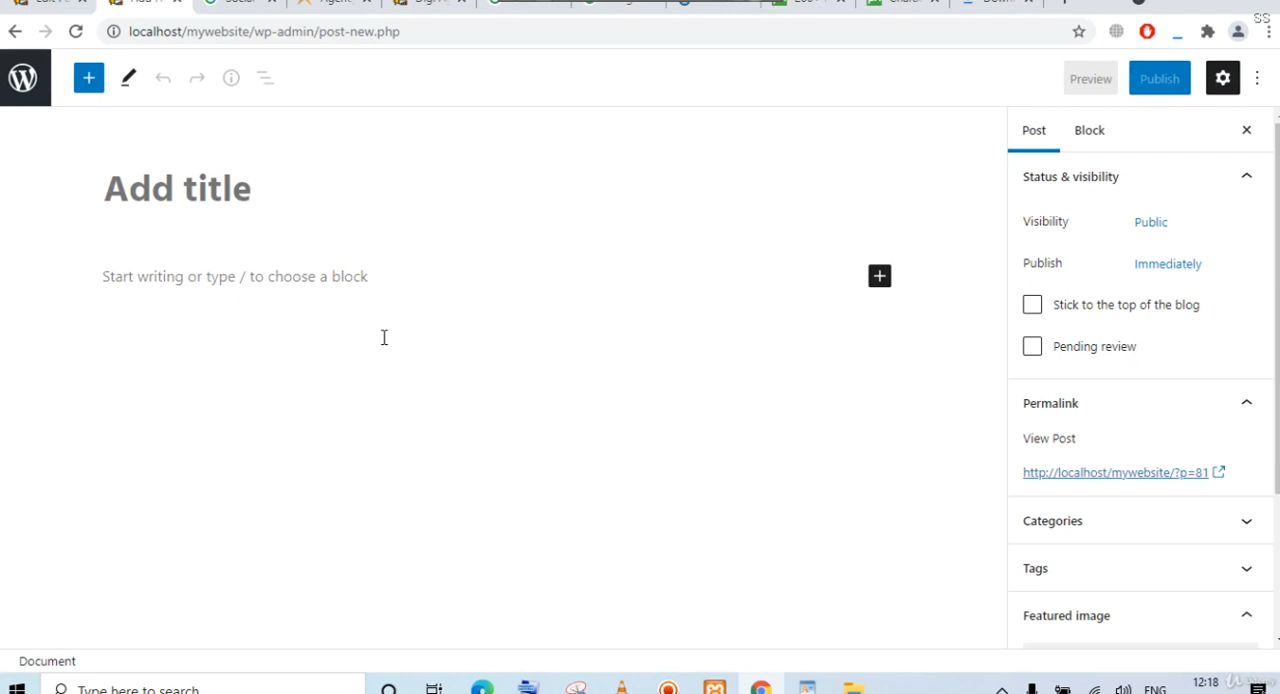 localhost/mywebsite/wp-admin/post-new.php
SS
Preview
Publish
Post
Block
Add title
Status & visibility
Visibility
Public
Start writing or type / to choose a block
Publish
Immediately
Stick to the top of the blog
Pending review
Permalink
View Post
http://localhost/mywebsite/?p=81
Categories
Tags
Featured image
Document
Type here to search
ENG
12:18